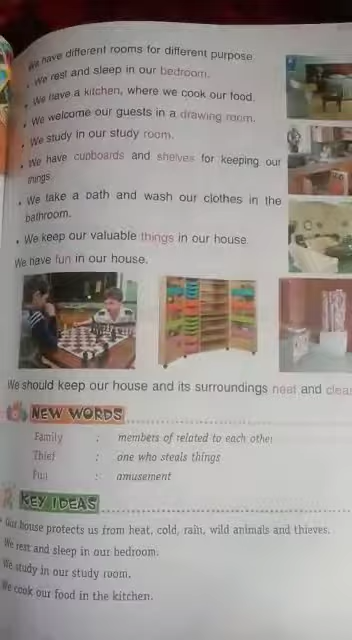 We have different rooms for different purpose.
• We rest and sleep in our bedroom.
• We have a kitchen, where we cook our food.
• We welcome our guests in a drawing room.
• We study in our study room.
• We have cupboards and shelves for keeping our
things.
• We take a bath and wash our clothes in the
bathroom.
• We keep our valuable things in our house.
We have fun in our house.
We should keep our house and its surroundings neat and clea
NEW WORDS
Family : members of related to each other
Thief : one who steals things
Fun : amusement
KEY IDEAS
• Our house protects us from heat, cold, rain, wild animals and thieves.
We rest and sleep in our bedroom.
We study in our study room.
We cook our food in the kitchen.